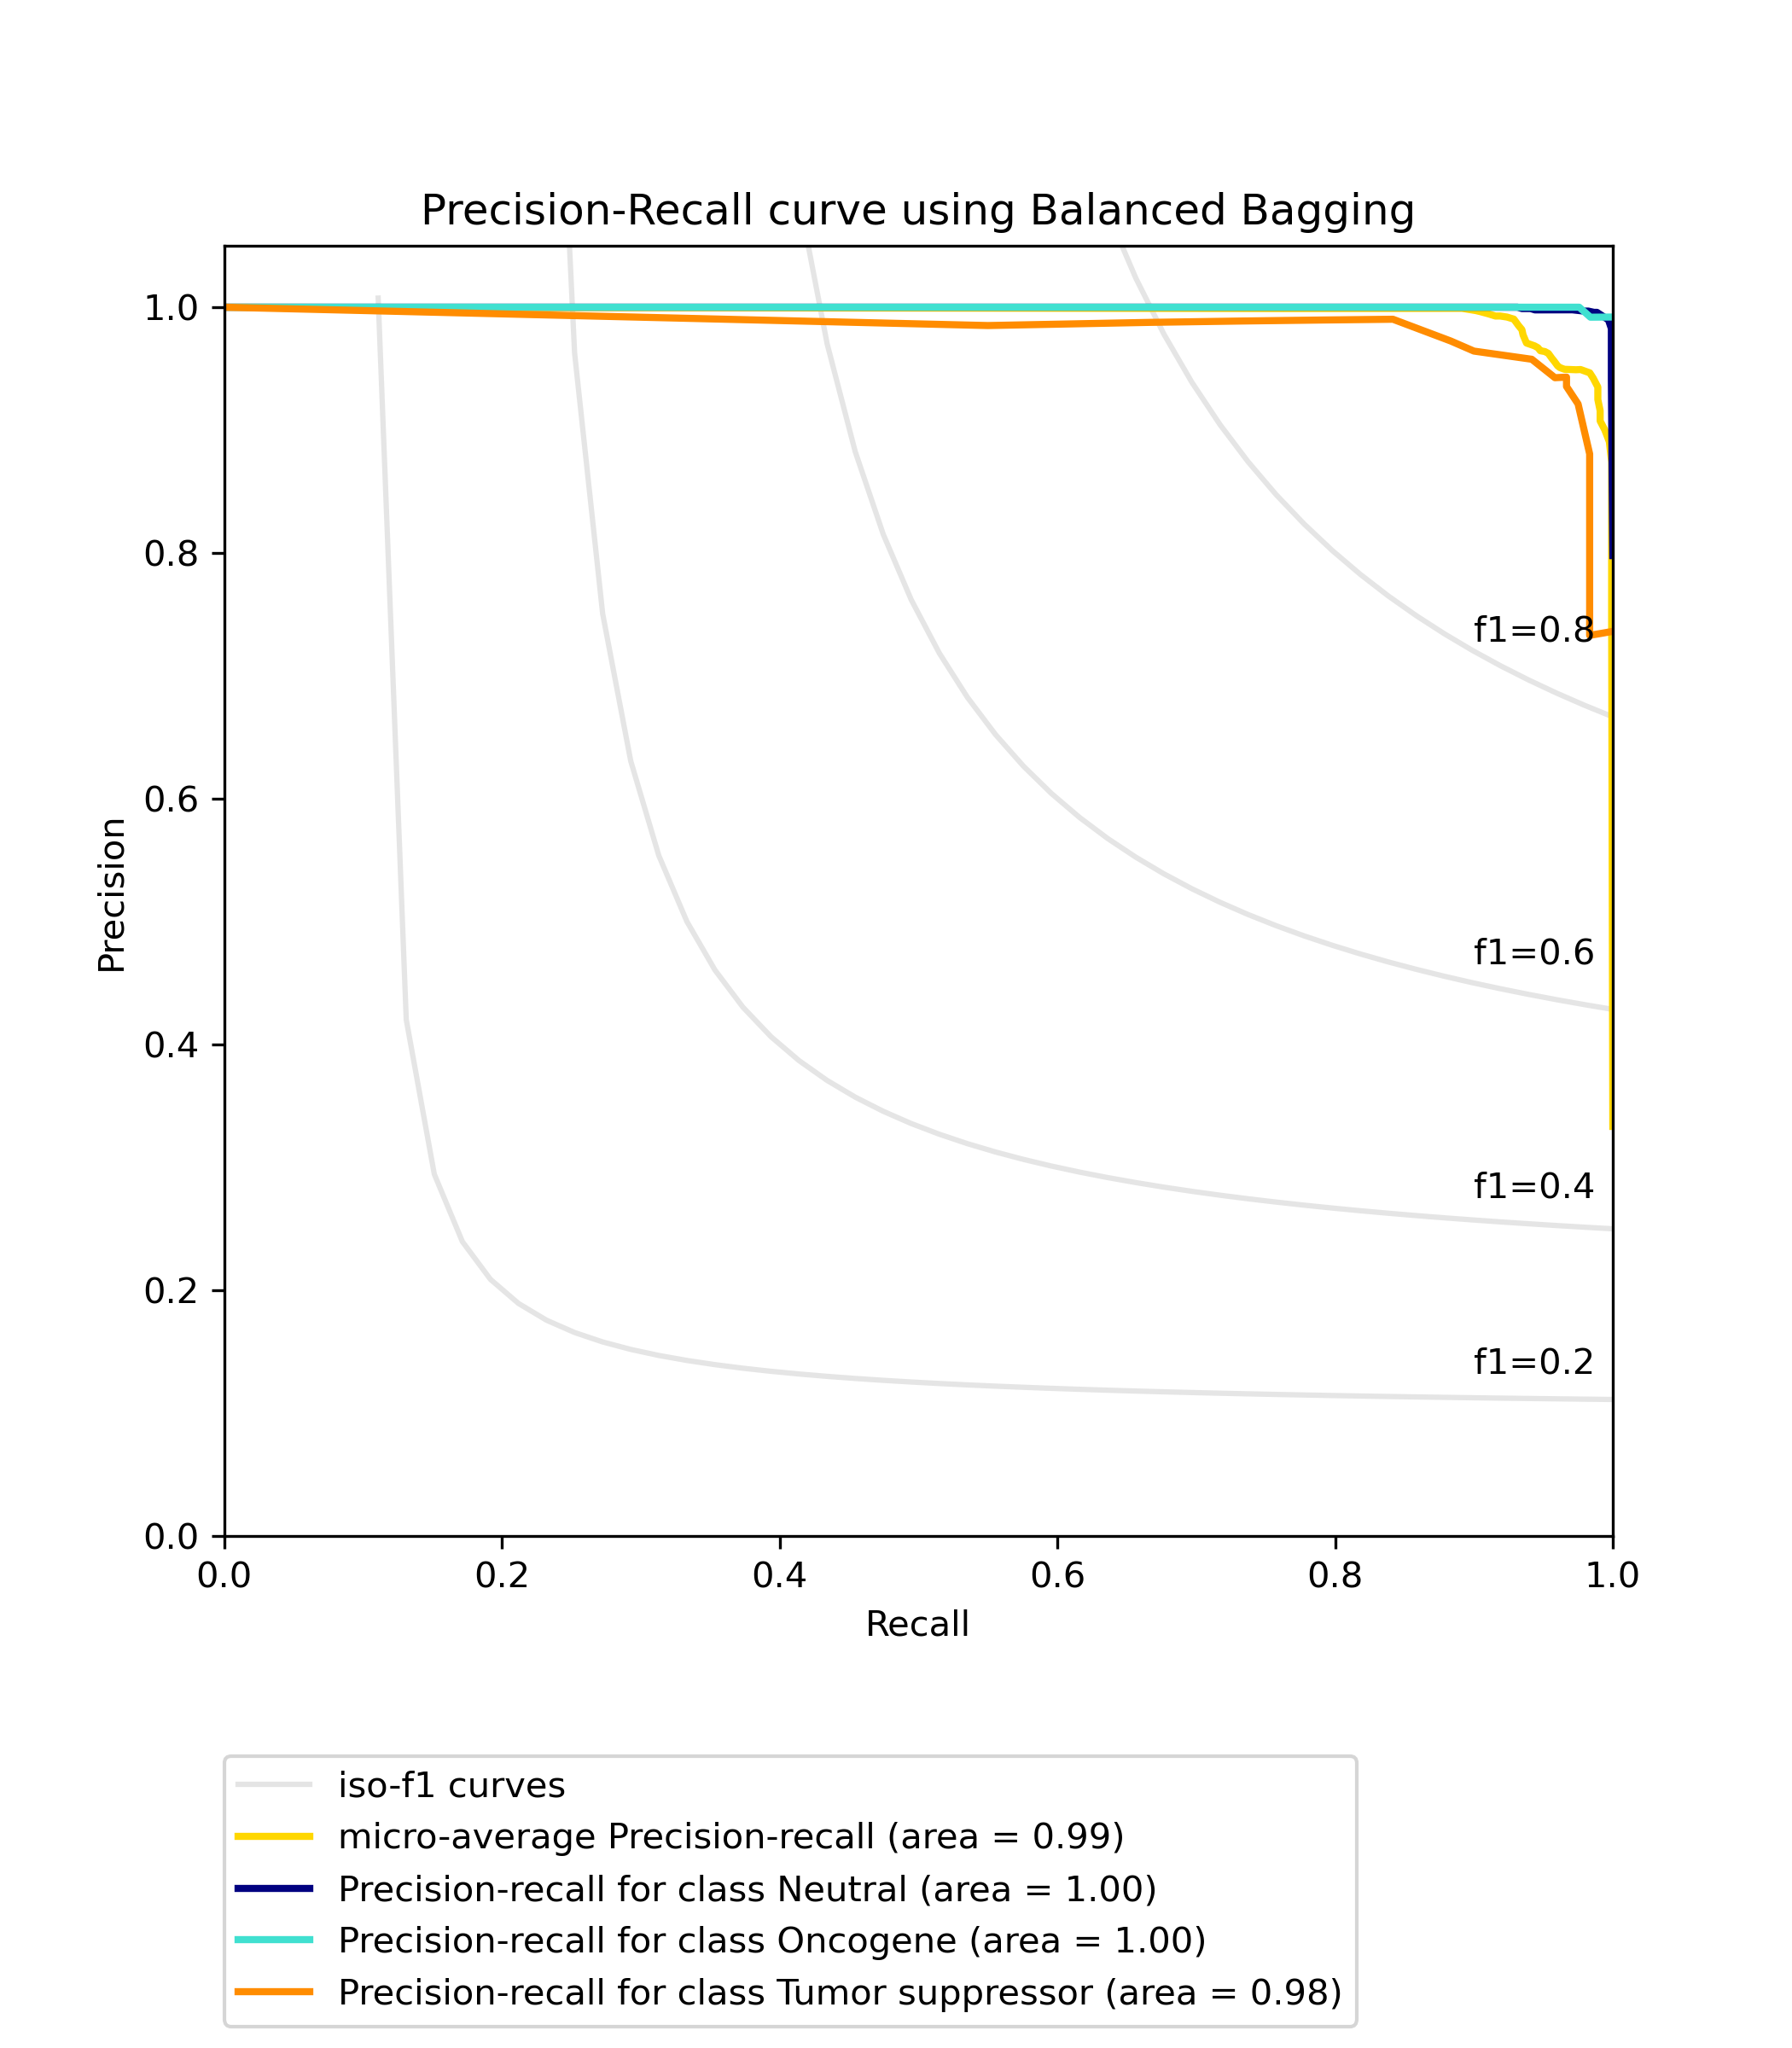 Precision-Recall curve using Balanced Bagging
1.0
0.8
f1=0.8
0.6
Precision
f1=0.6
0.4
f1=0.4
0.2
f1=0.2
0.0
0.0 0.2 0.4 0.6 0.8 1.0
Recall
iso-f1 curves
micro-average Precision-recall (area = 0.99)
Precision-recall for class Neutral (area = 1.00)
Precision-recall for class Oncogene (area = 1.00)
Precision-recall for class Tumor suppressor (area = 0.98)